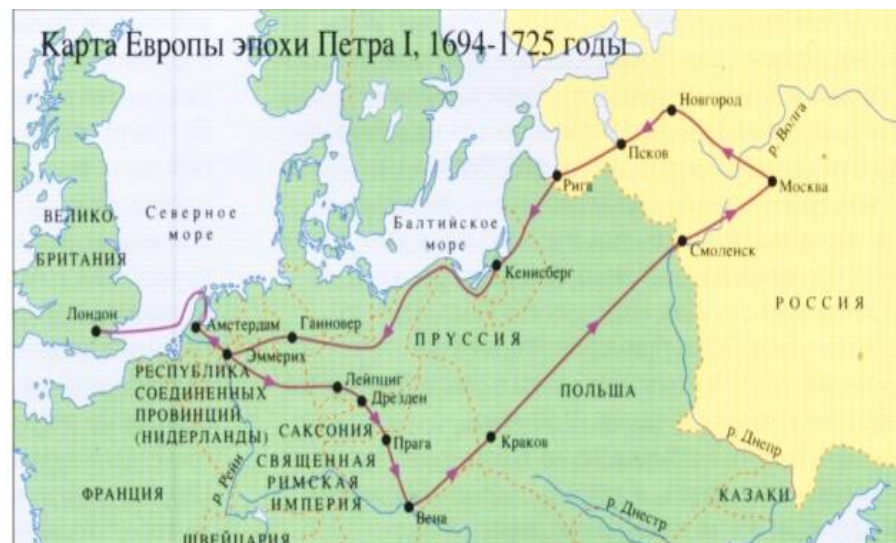 Карта Европы эпохи Петра I, 1694-1725 годы
Новгород
р. Волга
Псков
Рига
Москва
ВЕЛИКО-
БРИТАНИЯ
Северное
море
Балтийское
море
Смоленск
Кенисберг
РОССИЯ
Лондон
Амстердам
Ганновер
ПРУССИЯ
Эммерих
РЕСПУБЛИКА
СОЕДИНЕННЫХ
ПРОВИНЦИЙ
(НИДЕРЛАНДЫ)
Лейпциг
Дрезден
ПОЛЬША
САКСОНИЯ
Прага
Краков
р. Днепр
СВЯЩЕННАЯ
РИМСКАЯ
ИМПЕРИЯ
р. Рейн
ФРАНЦИЯ
Вена
р. Днестр
КАЗАКИ
ШВЕЙЦАРИЯ